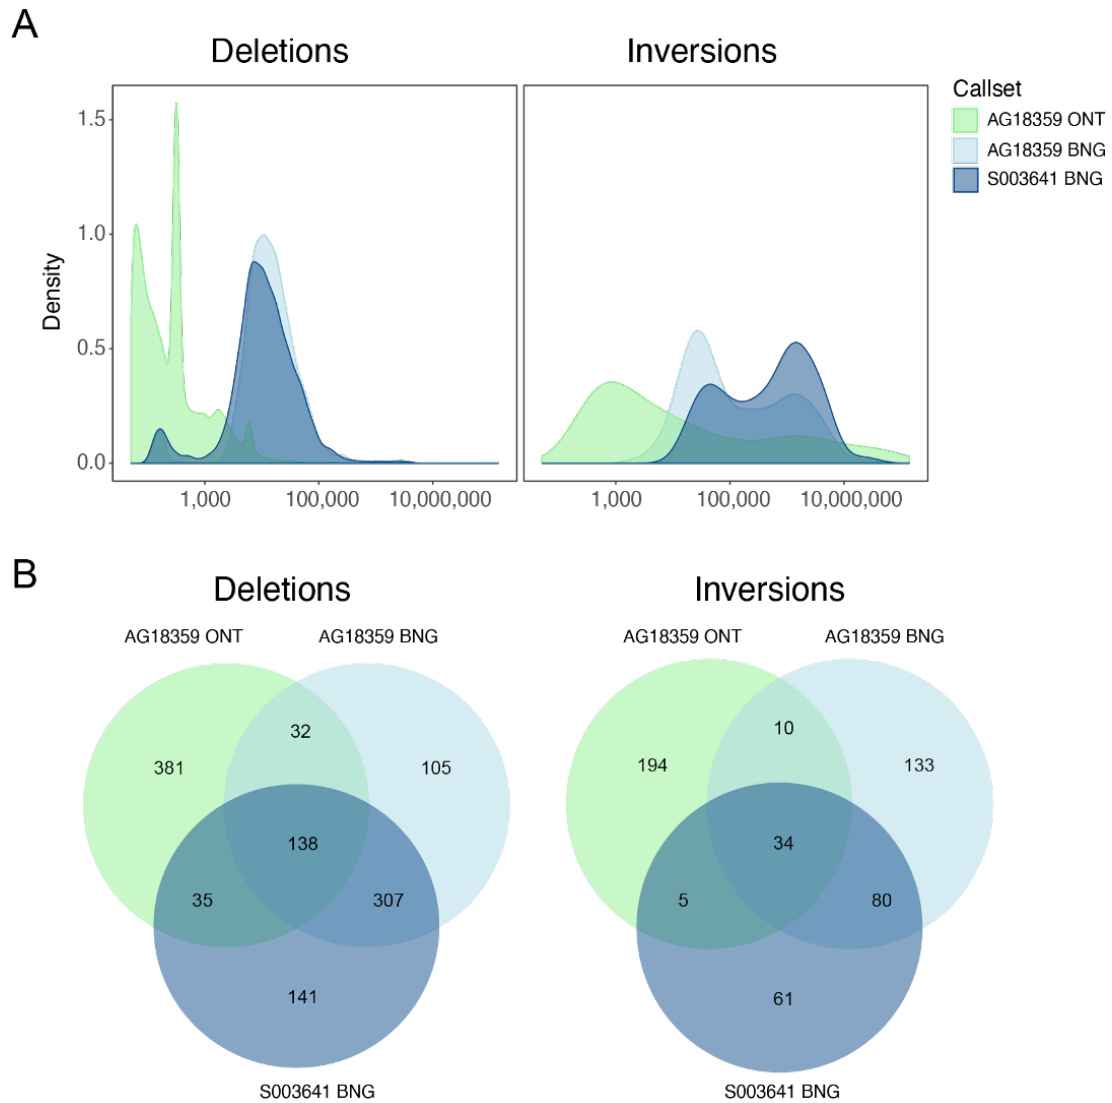 A
Deletions
Inversions
Callset
AG18359 ONT
AG18359 BNG
S003641 BNG
Density
1.5
1.0
0.5
0.0
1,000
100,000
10,000,000
1,000
100,000
10,000,000
B
Deletions
Inversions
AG18359 ONT
AG18359 BNG
AG18359 ONT
AG18359 BNG
32
381
105
138
35
307
141
S003641 BNG
10
194
133
34
5
80
61
S003641 BNG